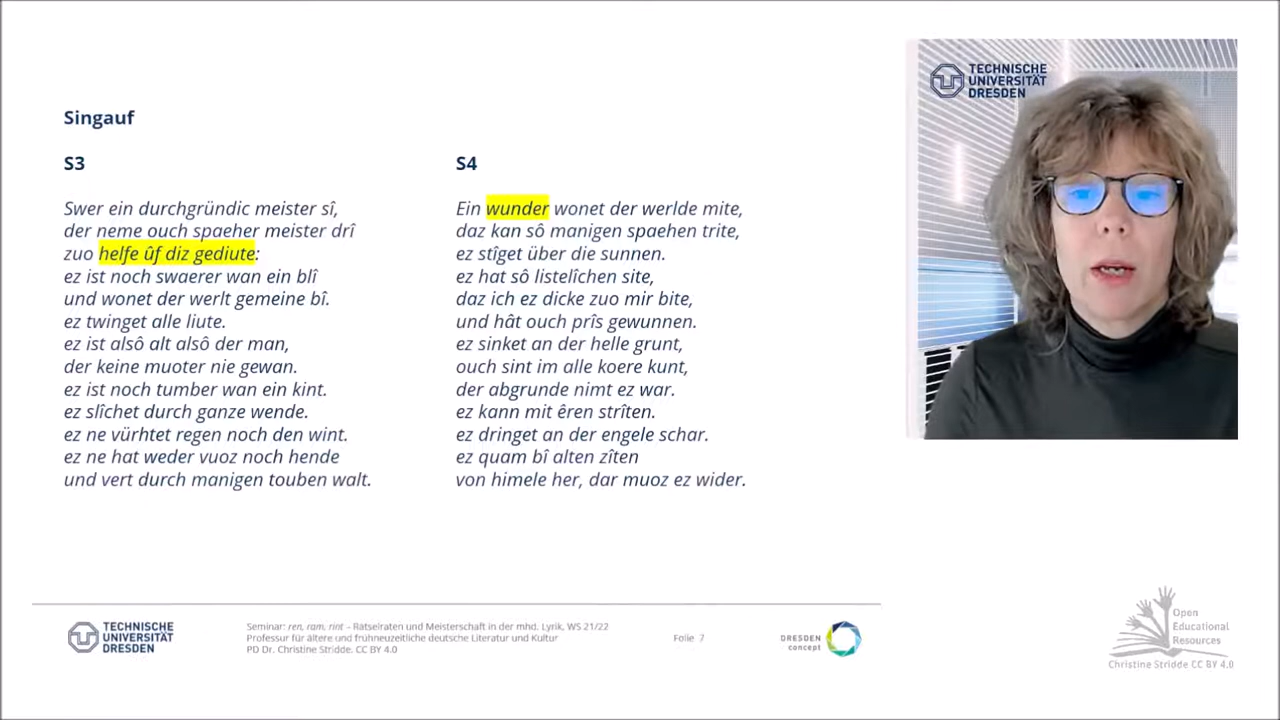 Singauf
S3
Swer ein durchgründic meister sî,
der neme ouch spaeher meister drî
zuo helfe ûf diz gediute:
ez ist noch swaerer wan ein blî
und wonet der werlt gemeine bî.
ez twinget alle liute.
ez ist alsô alt alsô der man,
der keine muoter nie gewan.
ez ist noch tumber wan ein kint.
ez slîchet durch ganze wende.
ez ne vürhtet regen noch den wint.
ez ne hat weder vuoz noch hende
und vert durch manigen touben walt.
S4
Ein wunder wonet der werlde mite,
daz kan sô manigen spaehen trite,
ez stîget über die sunnen.
ez hat sô listelîchen site,
daz ich ez dicke zuo mir bite,
und hât ouch prîs gewunnen.
ez sinket an der helle grunt,
ouch sint im alle koere kunt,
der abgrunde nimt ez war.
ez kann mit êren strîten.
ez dringet an der engele schar.
ez quam bî alten zîten
von himele her, dar muoz ez wider.
TECHNISCHE
UNIVERSITÄT
DRESDEN
TECHNISCHE
UNIVERSITÄT
DRESDEN
Seminar: ren, ram, rint – Rätselraten und Meisterschaft in der mhd. Lyrik, WS 21/22
Professur für ältere und frühneuzeitliche deutsche Literatur und Kultur
PD Dr. Christine Stridde. CC BY 4.0
Folie 7
DRESDEN
concept
Open
Educational
Resources
Christine Stridde CC BY 4.0